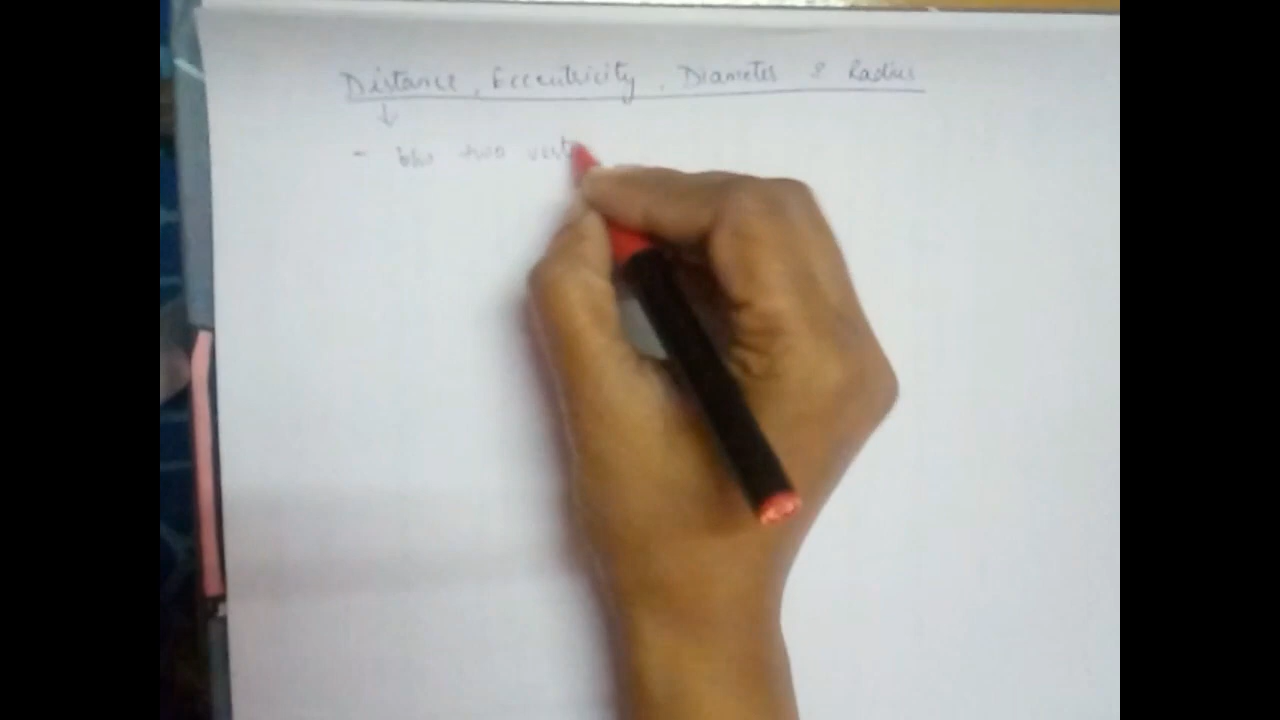 Distance, Eccentricity, Diameter & Radius
↓
- b/w two vert